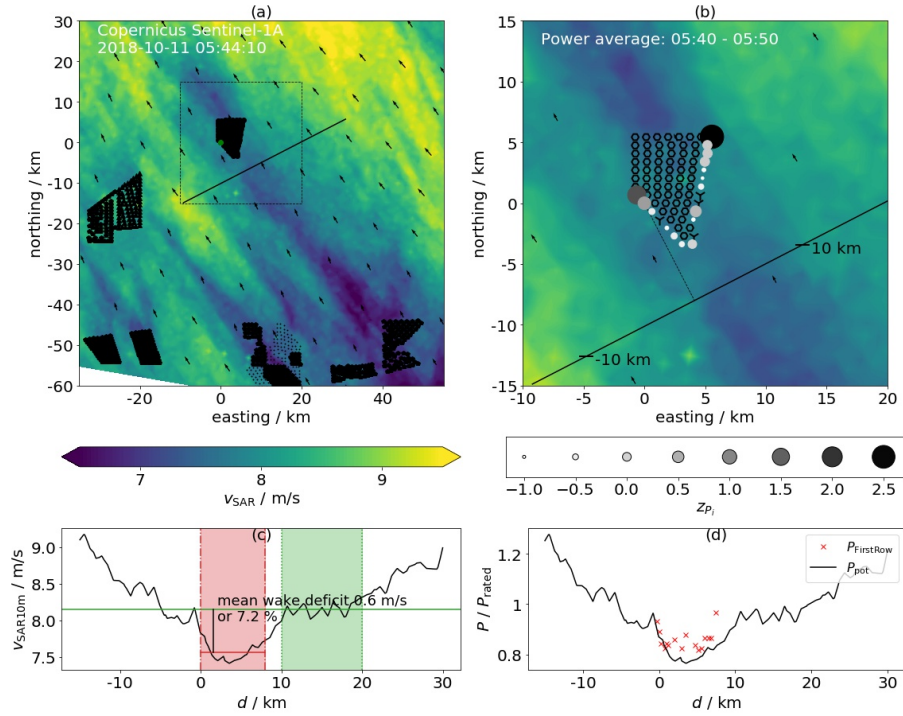 (a)
Copernicus Sentinel-1A
2018-10-11 05:44:10
30
20
10
0
-10
-20
-30
-40
-50
-60
northing / km
-20
0
20
40
easting / km
(b)
Power average: 05:40 - 05:50
15
10
5
0
-5
-10
-15
northing / km
10 km
-10 km
-10
-5
0
5
10
15
20
easting / km
7
8
9
v_SAR / m/s
-1.0
-0.5
0.0
0.5
1.0
1.5
2.0
2.5
z_{P_i}
(c)
9.0
8.5
8.0
7.5
v_SAR10m / m/s
mean wake deficit 0.6 m/s
or 7.2 %
-10
0
10
20
30
d / km
(d)
P_FirstRow
P_pot
1.2
1
0.8
P / P_rated
-10
0
10
20
30
d / km